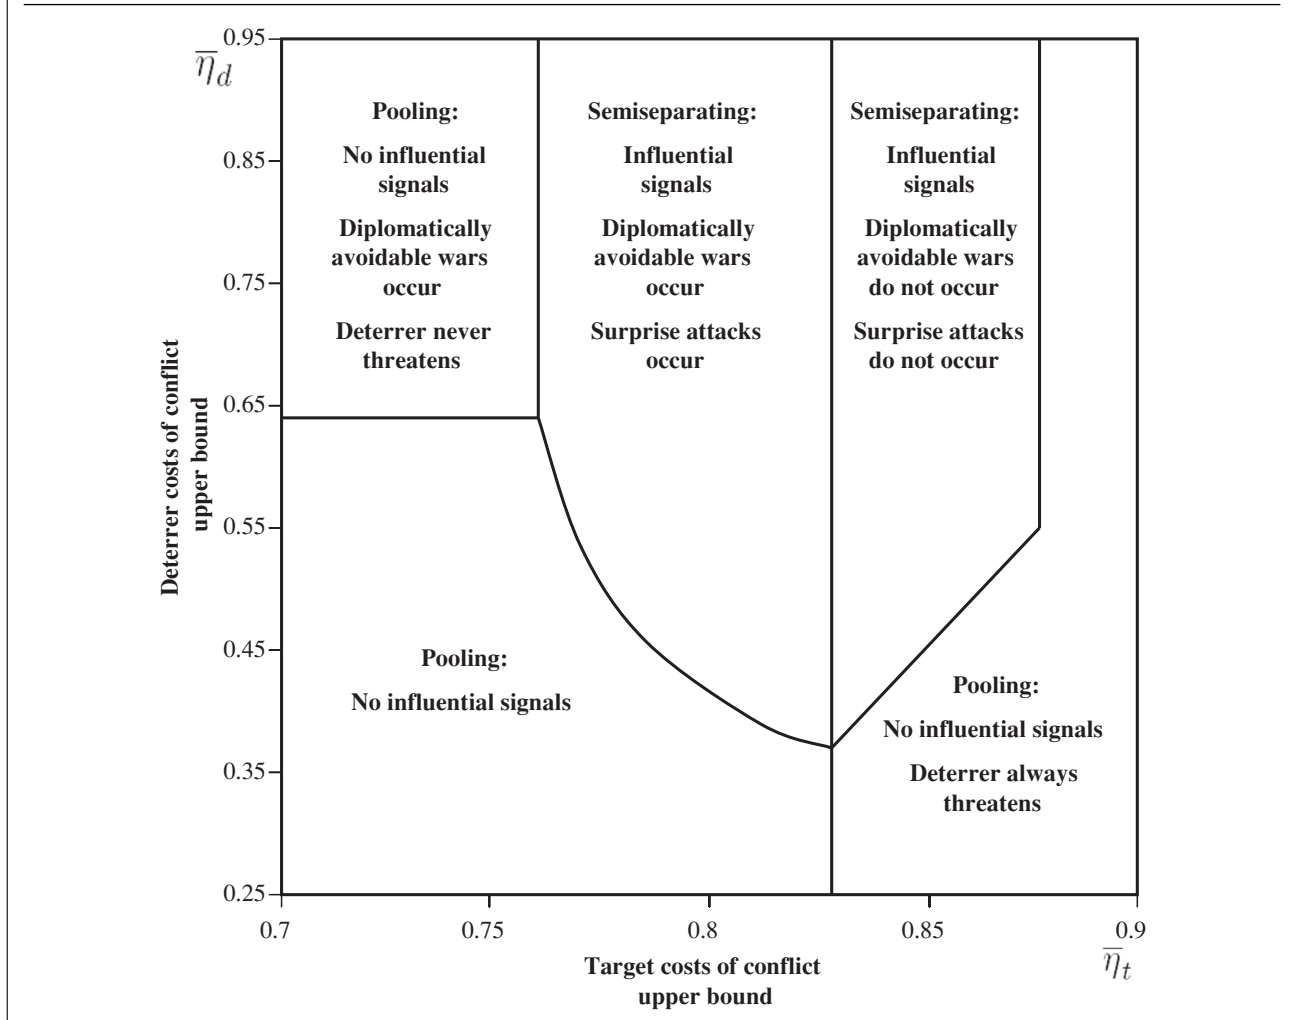 0.95
η̅d
Pooling:
No influential
signals
Diplomatically
avoidable wars
occur
Deterrer never
threatens
Semiseparating:
Influential
signals
Diplomatically
avoidable wars
occur
Surprise attacks
occur
Semiseparating:
Influential
signals
Diplomatically
avoidable wars
do not occur
Surprise attacks
do not occur
0.85
0.75
0.65
0.55
0.45
0.35
0.25
Deterrer costs of conflict
upper bound
Pooling:
No influential signals
Pooling:
No influential signals
Deterrer always
threatens
0.7
0.75
0.8
0.85
0.9
Target costs of conflict
upper bound
η̅t